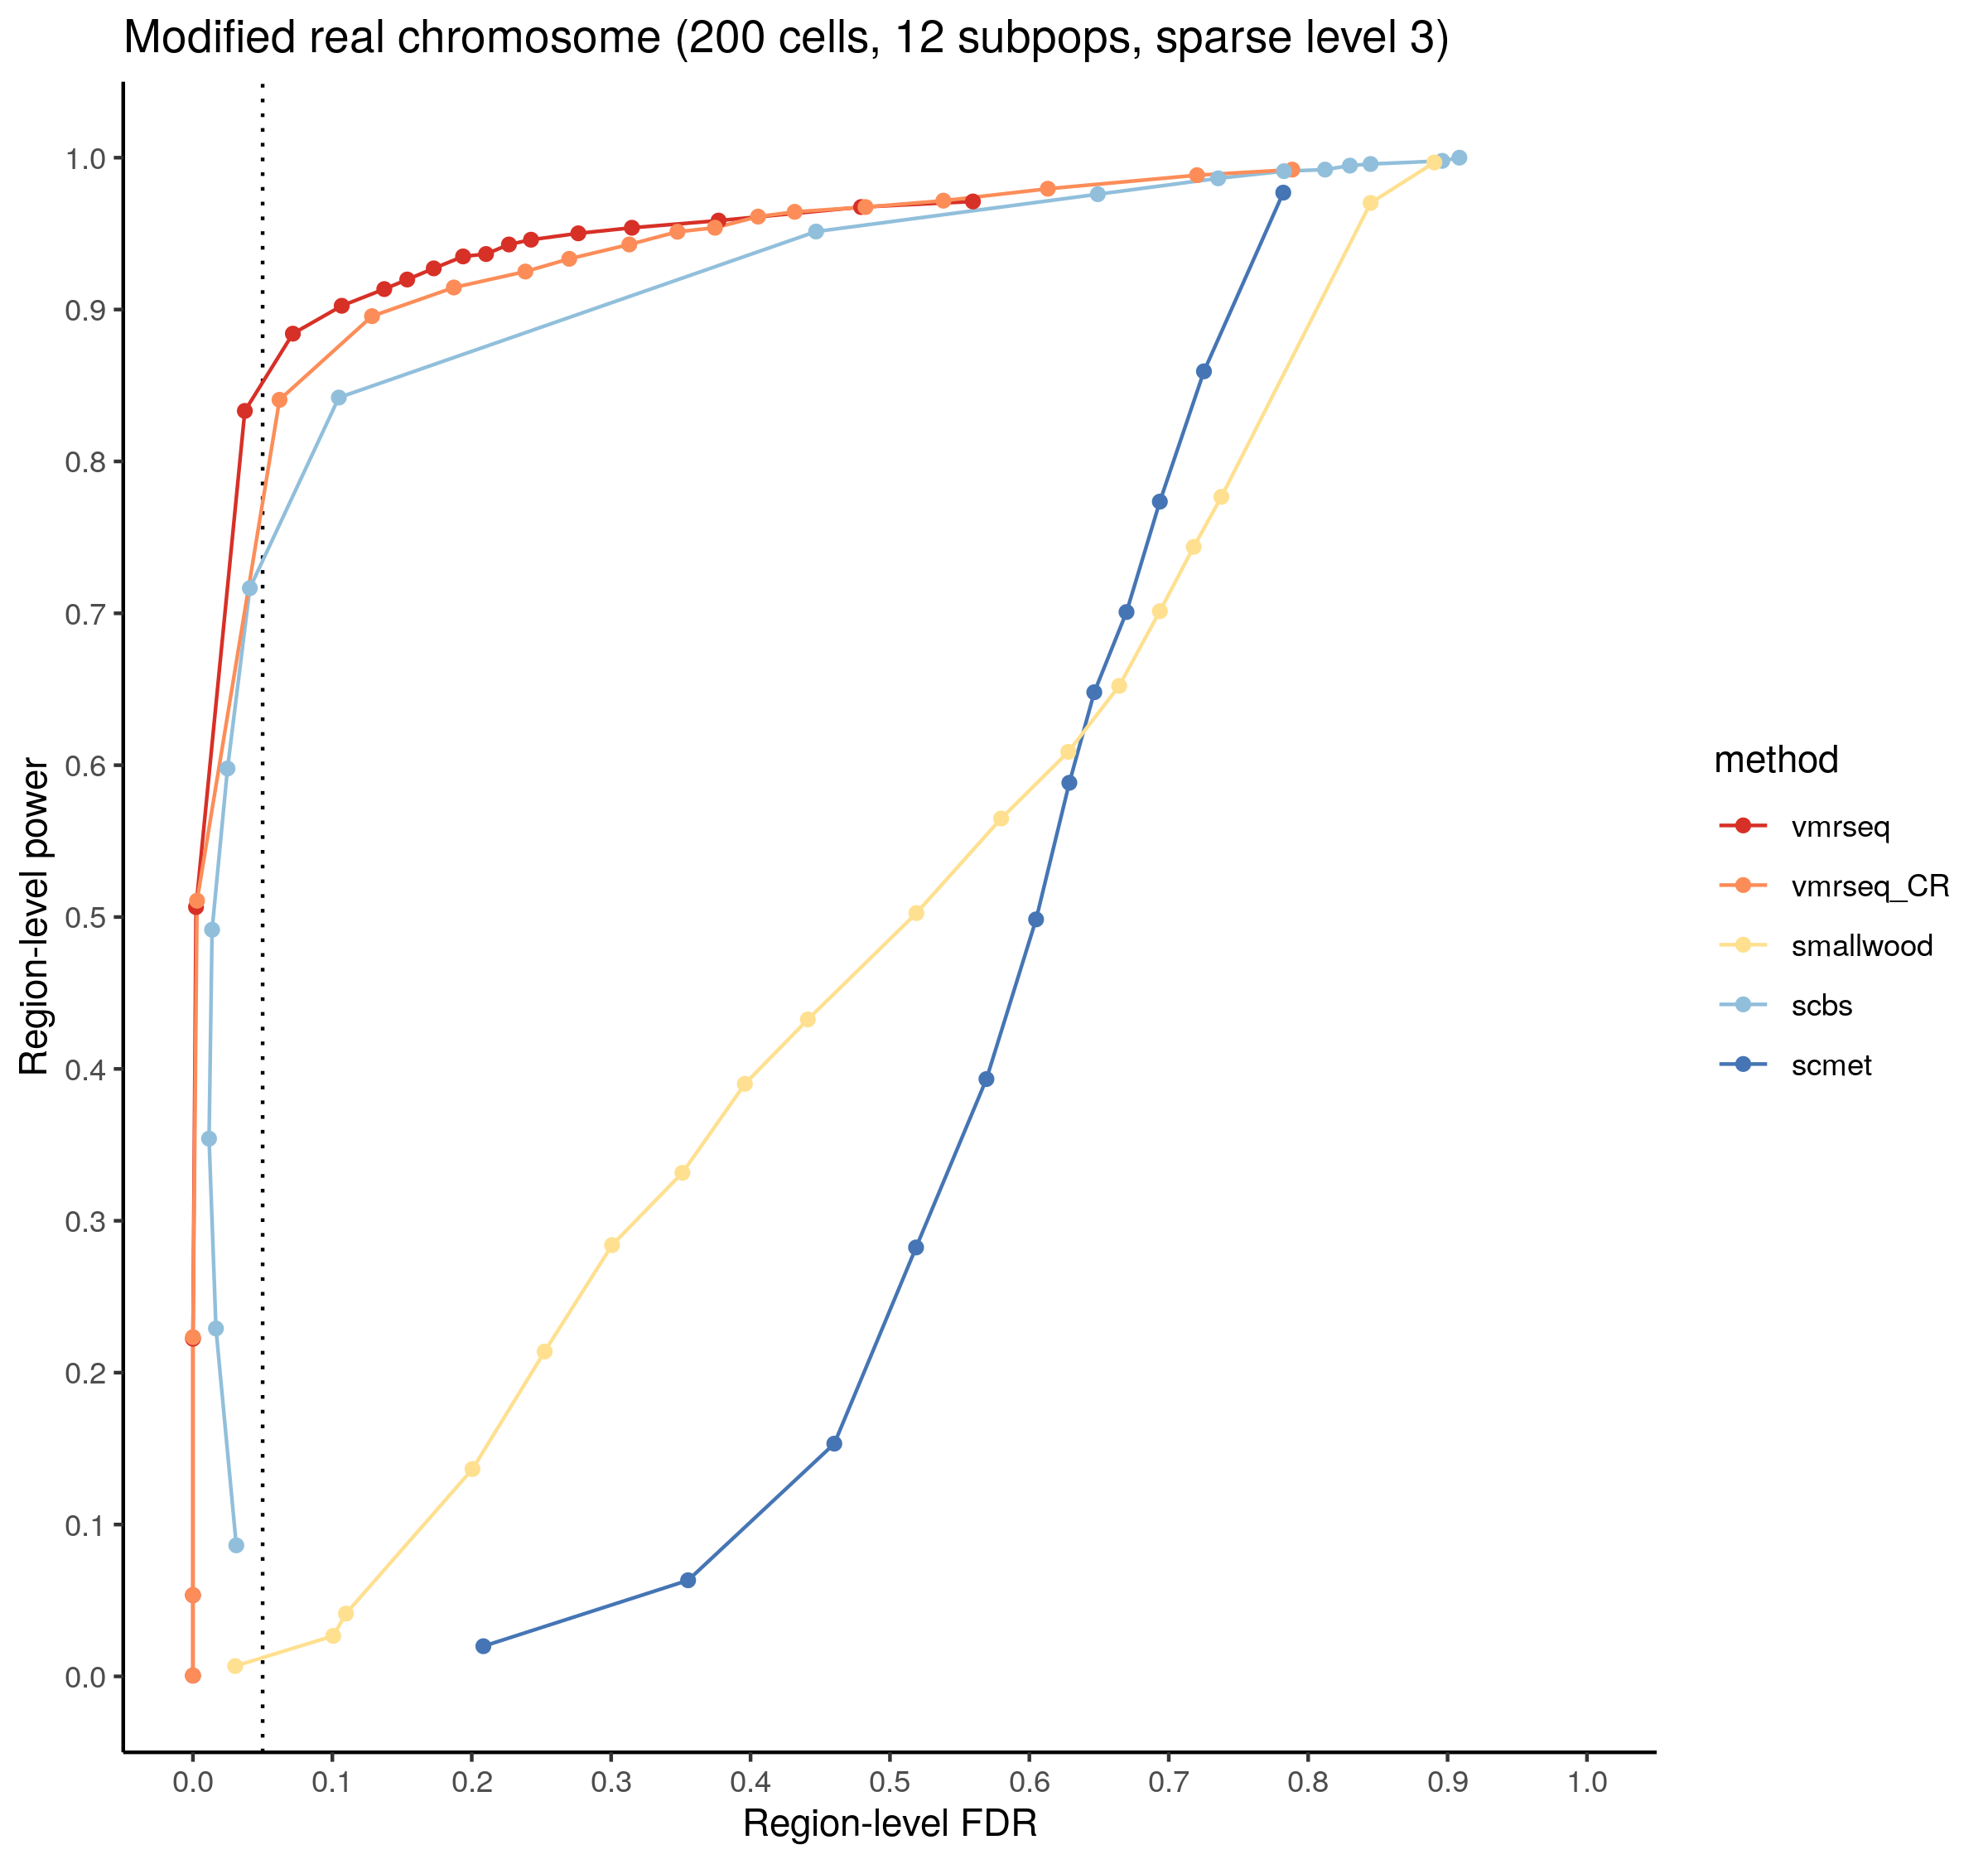 Modified real chromosome (200 cells, 12 subpops, sparse level 3)
Region-level power
1.0
0.9
0.8
0.7
0.6
0.5
0.4
0.3
0.2
0.1
0.0
0.0 0.1 0.2 0.3 0.4 0.5 0.6 0.7 0.8 0.9 1.0
Region-level FDR
method
vmrseq
vmrseq_CR
smallwood
scbs
scmet